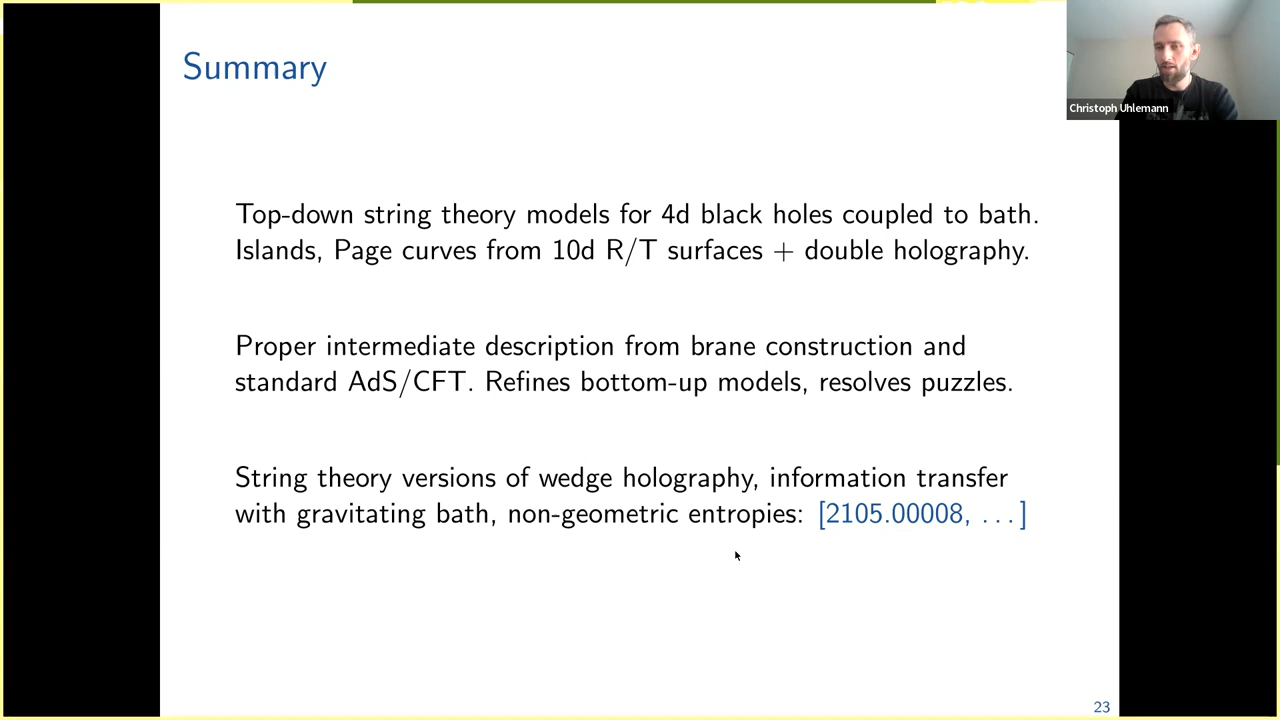 Summary
Christoph Uhlemann
Top-down string theory models for 4d black holes coupled to bath.
Islands, Page curves from 10d R/T surfaces + double holography.
Proper intermediate description from brane construction and
standard AdS/CFT. Refines bottom-up models, resolves puzzles.
String theory versions of wedge holography, information transfer
with gravitating bath, non-geometric entropies: [2105.00008, ...]
23